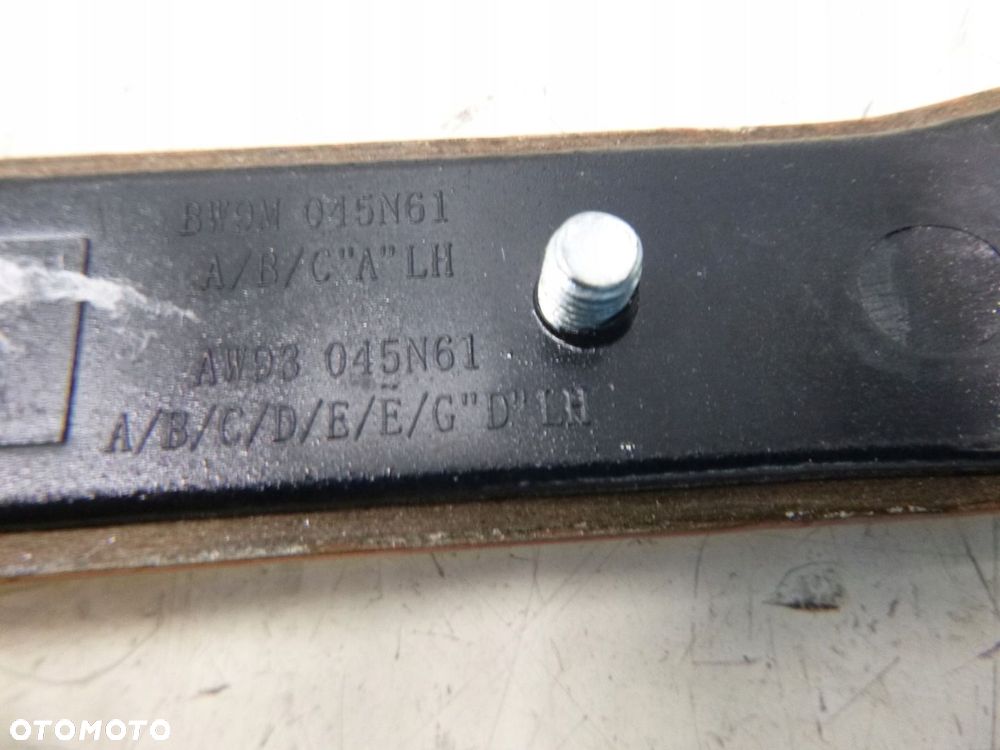 BW9M 045N61
A/B/C"A"LH
AW93 045N61
A/B/C/D/E/E/G"D"LH
OTOMOTO